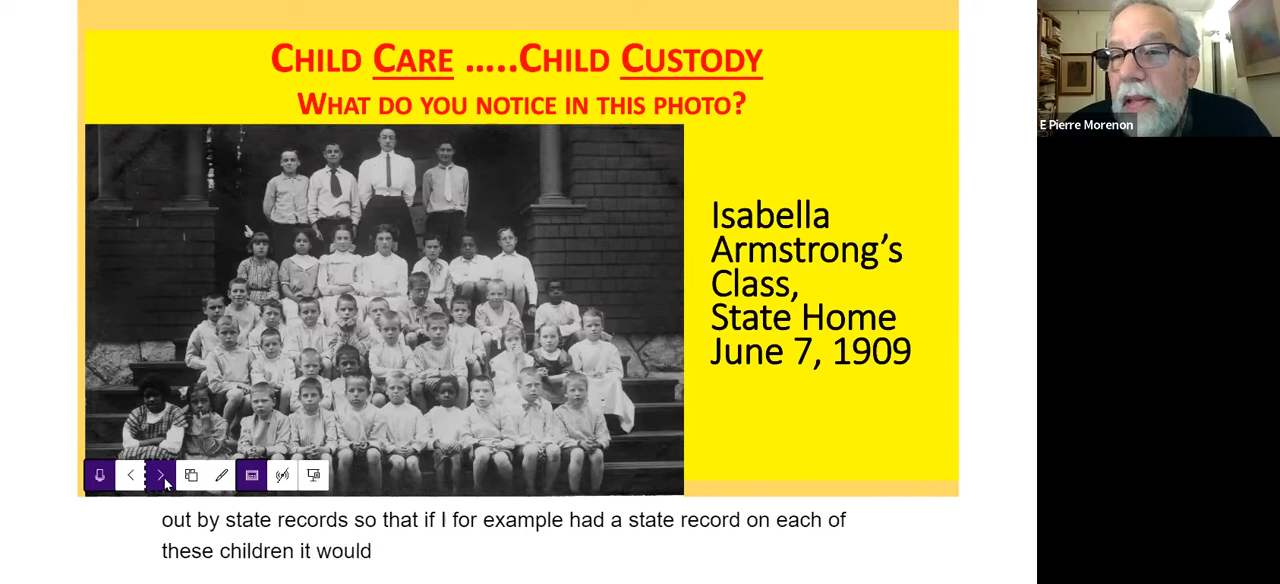 CHILD CARE .....CHILD CUSTODY
WHAT DO YOU NOTICE IN THIS PHOTO?
Isabella
Armstrong's
Class,
State Home
June 7, 1909
E Pierre Morenon
out by state records so that if I for example had a state record on each of
these children it would